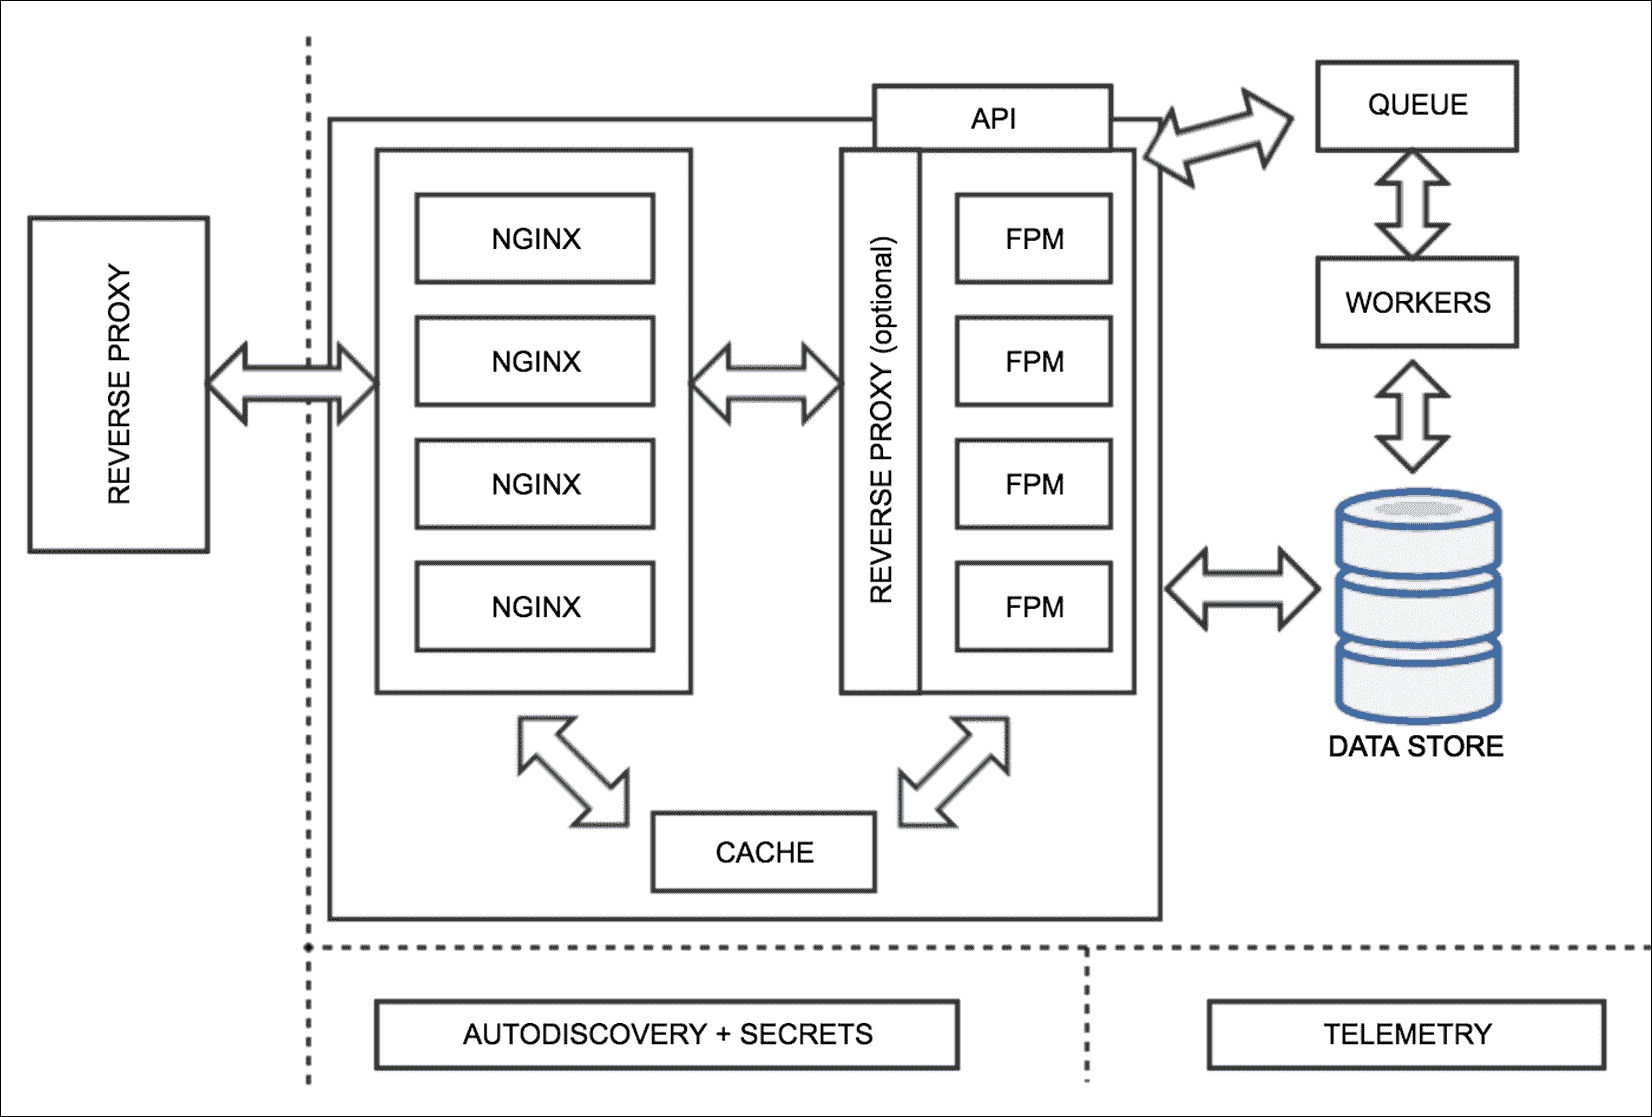 API
QUEUE
REVERSE PROXY
NGINX
NGINX
NGINX
NGINX
REVERSE PROXY (optional)
FPM
FPM
FPM
FPM
WORKERS
DATA STORE
CACHE
AUTODISCOVERY + SECRETS
TELEMETRY